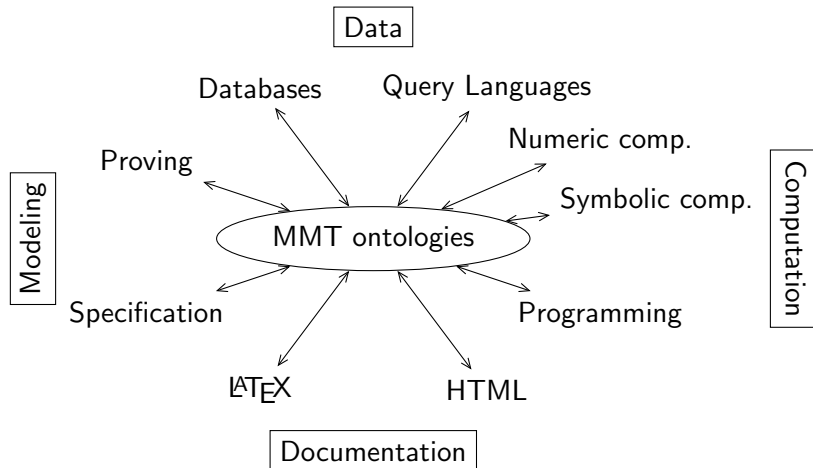 Data
Databases
Query Languages
Numeric comp.
Proving
Symbolic comp.
Modeling
MMT ontologies
Computation
Specification
Programming
LATEX
HTML
Documentation